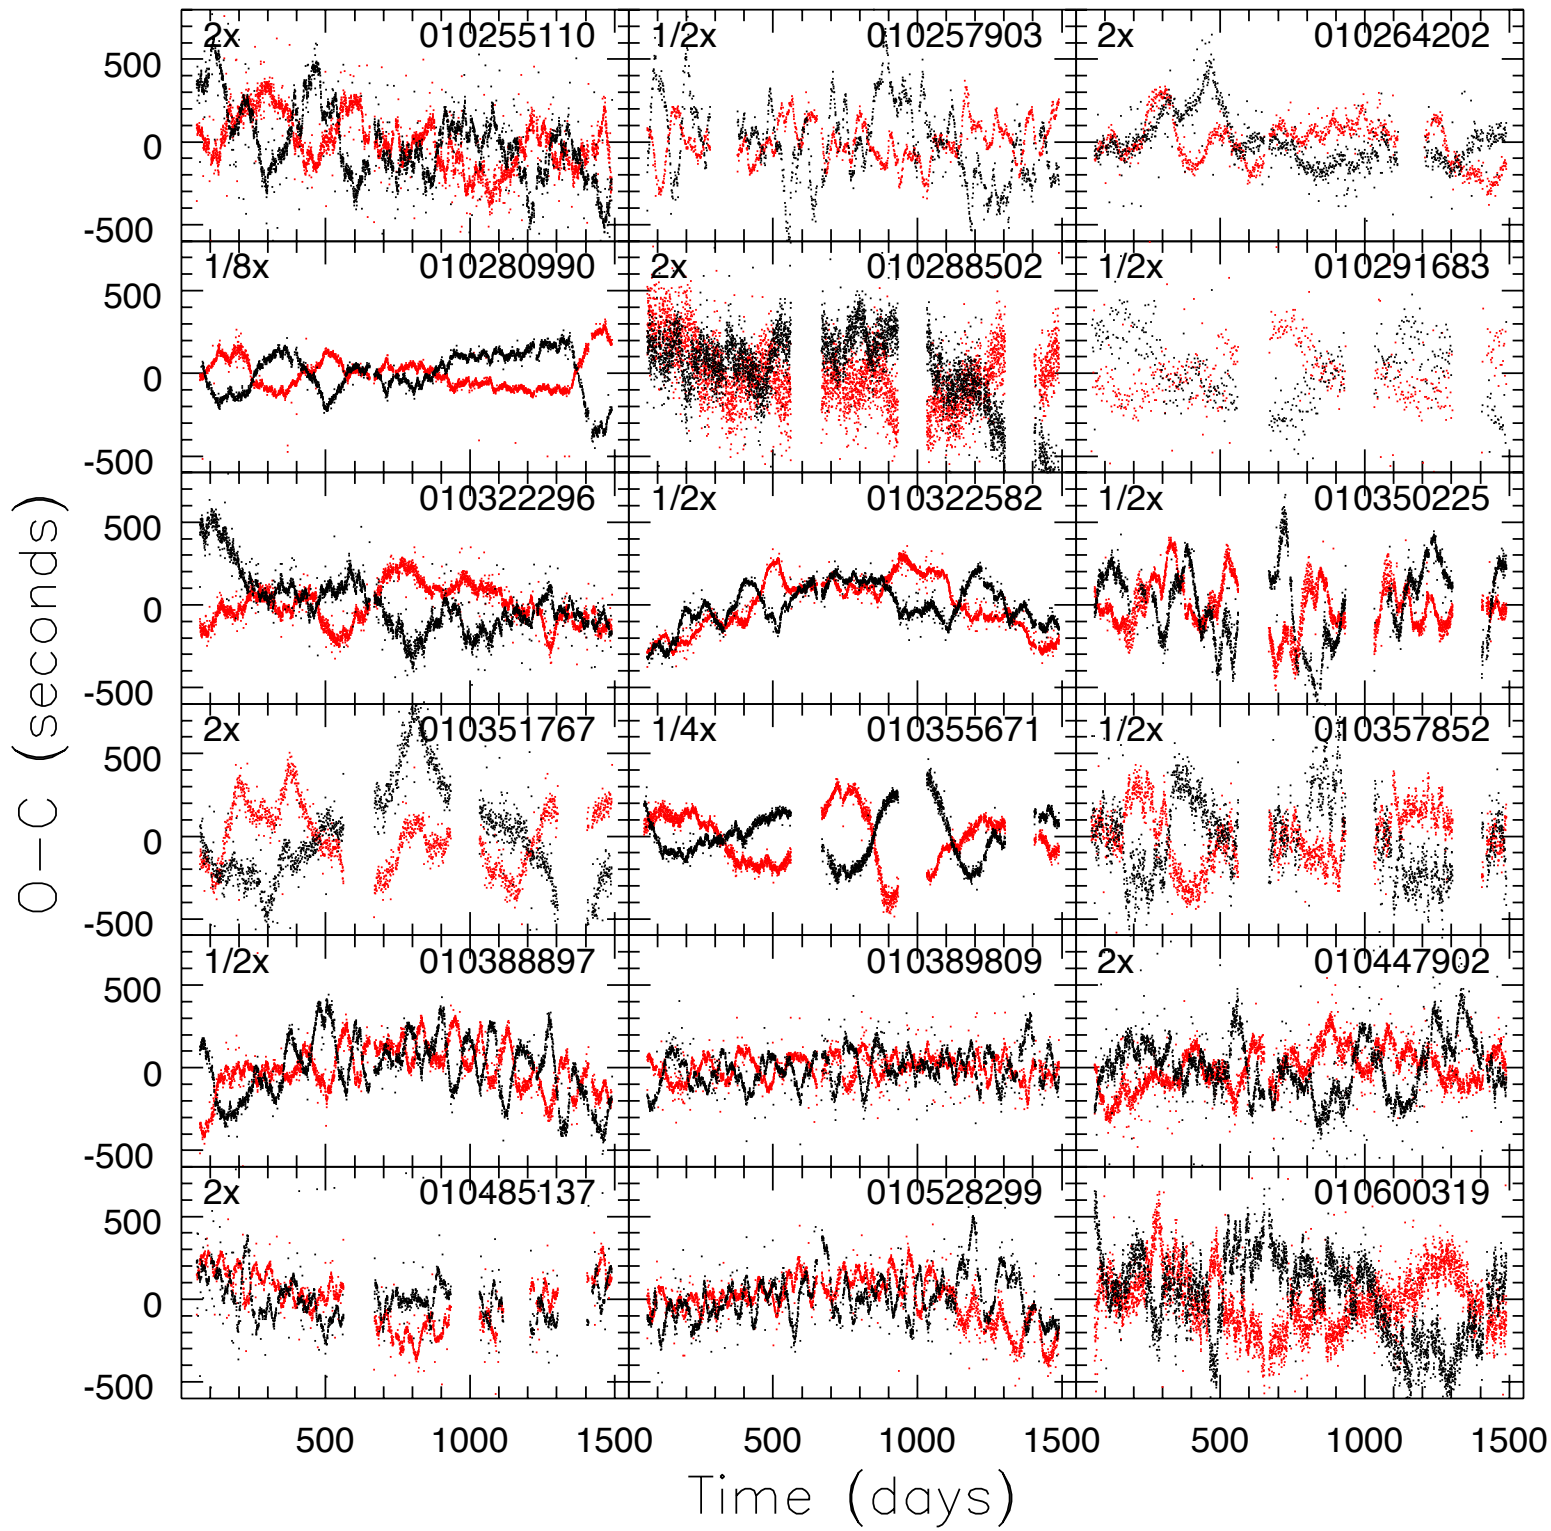 2x 010255110 1/2x 010257903 2x 010264202
500
0
-500
1/8x 010280990 2x 010288502 1/2x 010291683
500
0
-500
010322296 1/2x 010322582 1/2x 010350225
500
0
-500
2x 010351767 1/4x 010355671 1/2x 010357852
500
0
-500
1/2x 010388897 010389809 2x 010447902
500
0
-500
2x 010485137 010528299 010600319
500
0
-500
O-C (seconds)
500 1000 1500 500 1000 1500 500 1000 1500
Time (days)